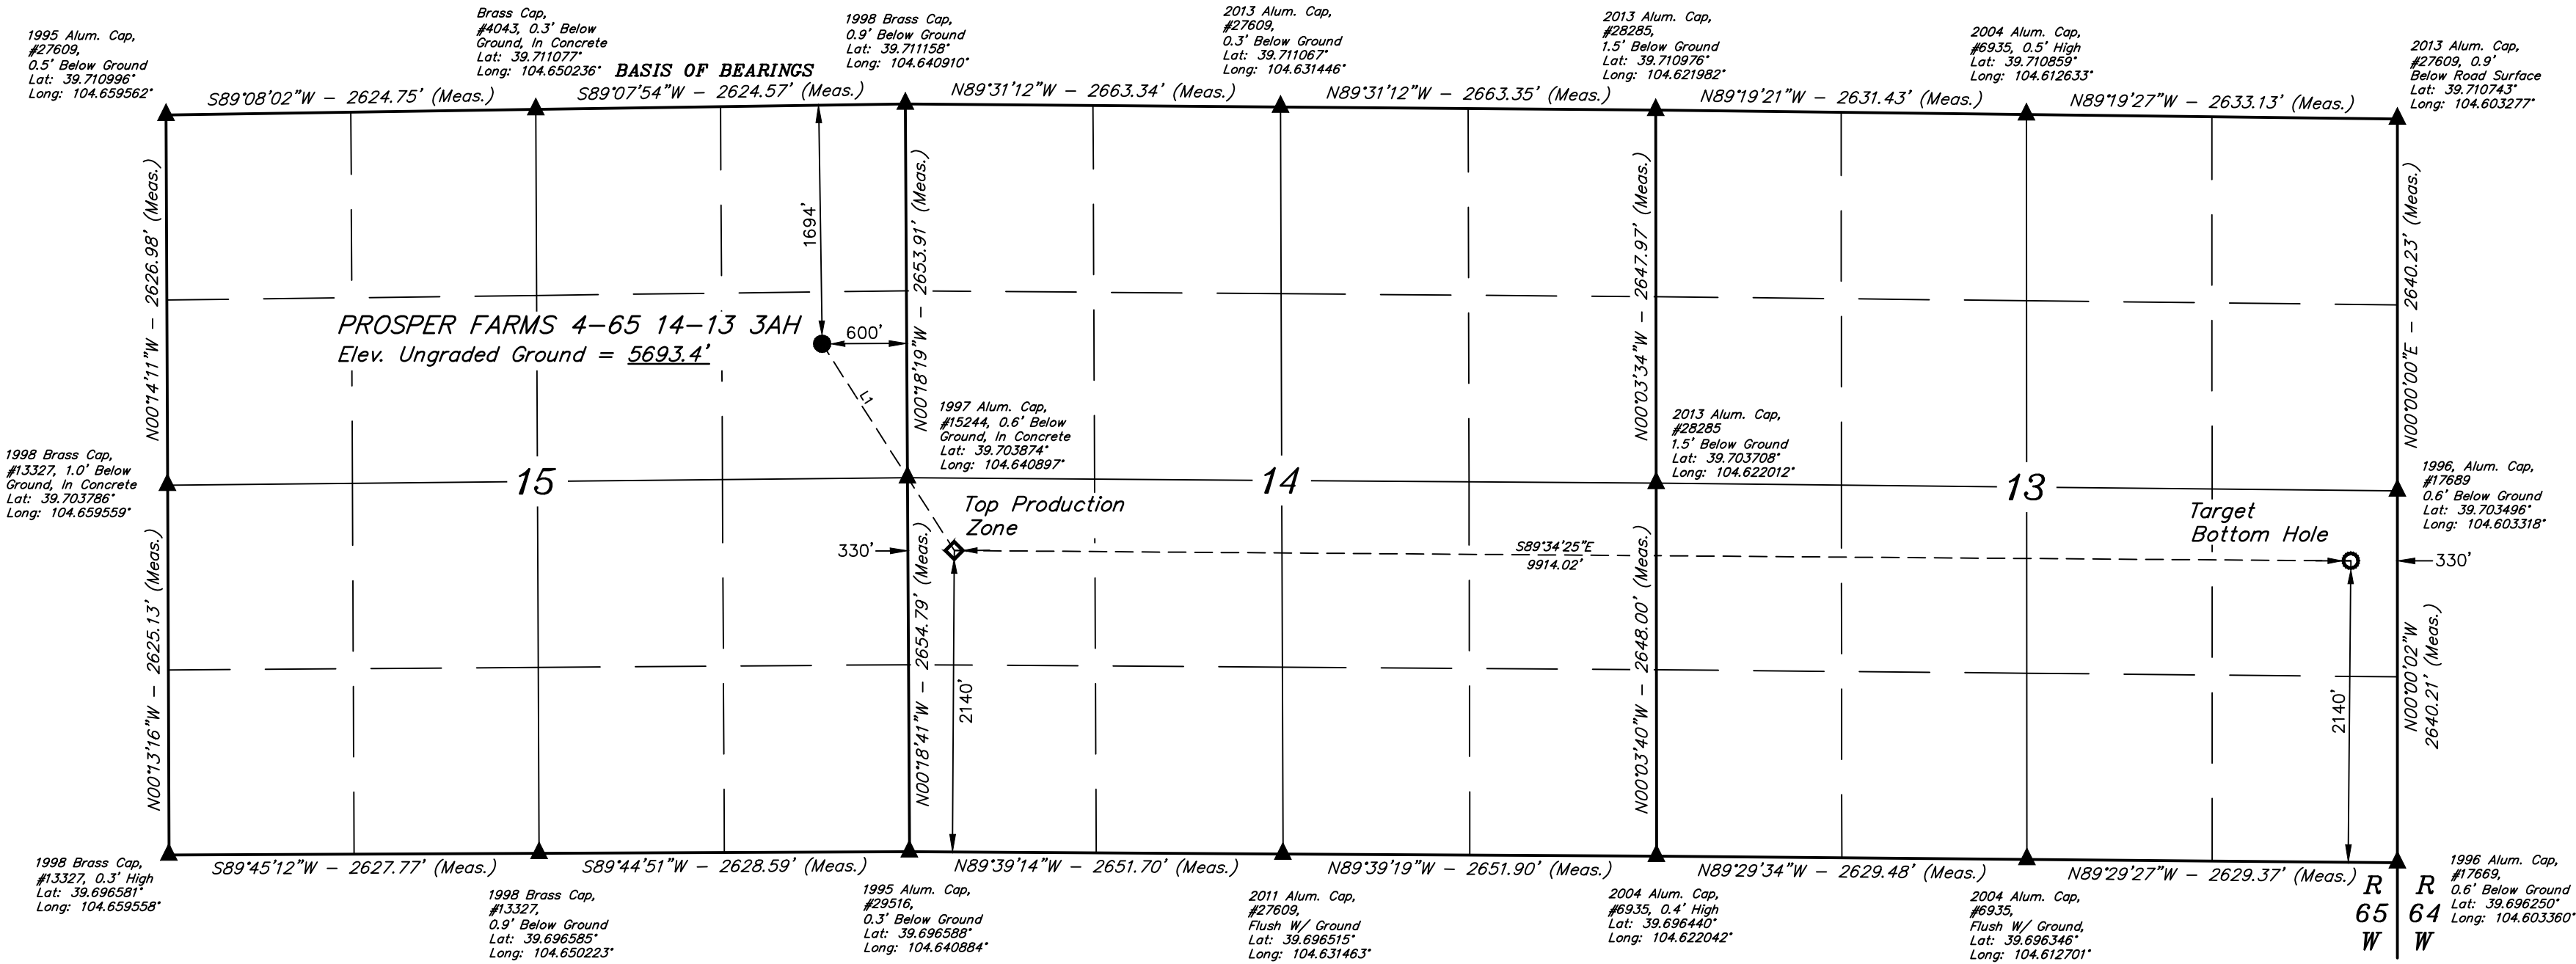 1995 Alum. Cap,
#27609,
0.5' Below Ground
Lat: 39.710996°
Long: 104.659562°
Brass Cap,
#4043, 0.3' Below
Ground, In Concrete
Lat: 39.711077°
Long: 104.650236°
BASIS OF BEARINGS
1998 Brass Cap,
0.9' Below Ground
Lat: 39.711158°
Long: 104.640910°
2013 Alum. Cap,
#27609,
0.3' Below Ground
Lat: 39.711067°
Long: 104.631446°
2013 Alum. Cap,
#28285,
1.5' Below Ground
Lat: 39.710976°
Long: 104.621982°
2004 Alum. Cap,
#6935, 0.5' High
Lat: 39.710859°
Long: 104.612633°
2013 Alum. Cap,
#27609, 0.9'
Below Road Surface
Lat: 39.710743°
Long: 104.603277°
S89°08'02"W - 2624.75' (Meas.)
S89°07'54"W - 2624.57' (Meas.)
N89°31'12"W - 2663.34' (Meas.)
N89°31'12"W - 2663.35' (Meas.)
N89°19'21"W - 2631.43' (Meas.)
N89°19'27"W - 2633.13' (Meas.)
N00°14'11"W - 2626.98' (Meas.)
1694'
N00°18'19"W - 2653.91' (Meas.)
N00°03'34"W - 2647.97' (Meas.)
N00°00'00"E - 2640.23' (Meas.)
PROSPER FARMS 4-65 14-13 3AH
Elev. Ungraded Ground = 5693.4'
600'
L1
1997 Alum. Cap,
#15244, 0.6' Below
Ground, In Concrete
Lat: 39.703874°
Long: 104.640897°
2013 Alum. Cap,
#28285
1.5' Below Ground
Lat: 39.703708°
Long: 104.622012°
1998 Brass Cap,
#13327, 1.0' Below
Ground, In Concrete
Lat: 39.703786°
Long: 104.659559°
1996, Alum. Cap,
#17689
0.6' Below Ground
Lat: 39.703496°
Long: 104.603318°
15
14
13
Top Production
Zone
Target
Bottom Hole
330'
S89°34'25"E
9914.02'
330'
N00°13'16"W - 2625.13' (Meas.)
N00°18'41"W - 2654.79' (Meas.)
2140'
N00°03'40"W - 2648.00' (Meas.)
2140'
N00°00'02"W
2640.21' (Meas.)
S89°45'12"W - 2627.77' (Meas.)
S89°44'51"W - 2628.59' (Meas.)
N89°39'14"W - 2651.70' (Meas.)
N89°39'19"W - 2651.90' (Meas.)
N89°29'34"W - 2629.48' (Meas.)
N89°29'27"W - 2629.37' (Meas.)
1998 Brass Cap,
#13327, 0.3' High
Lat: 39.696581°
Long: 104.659558°
1998 Brass Cap,
#13327,
0.9' Below Ground
Lat: 39.696585°
Long: 104.650223°
1995 Alum. Cap,
#29516,
0.3' Below Ground
Lat: 39.696588°
Long: 104.640884°
2011 Alum. Cap,
#27609,
Flush W/ Ground
Lat: 39.696515°
Long: 104.631463°
2004 Alum. Cap,
#6935, 0.4' High
Lat: 39.696440°
Long: 104.622042°
2004 Alum. Cap,
#6935,
Flush W/ Ground,
Lat: 39.696346°
Long: 104.612701°
R R
65 64
W W
1996 Alum. Cap,
#17669,
0.6' Below Ground
Lat: 39.696250°
Long: 104.603360°